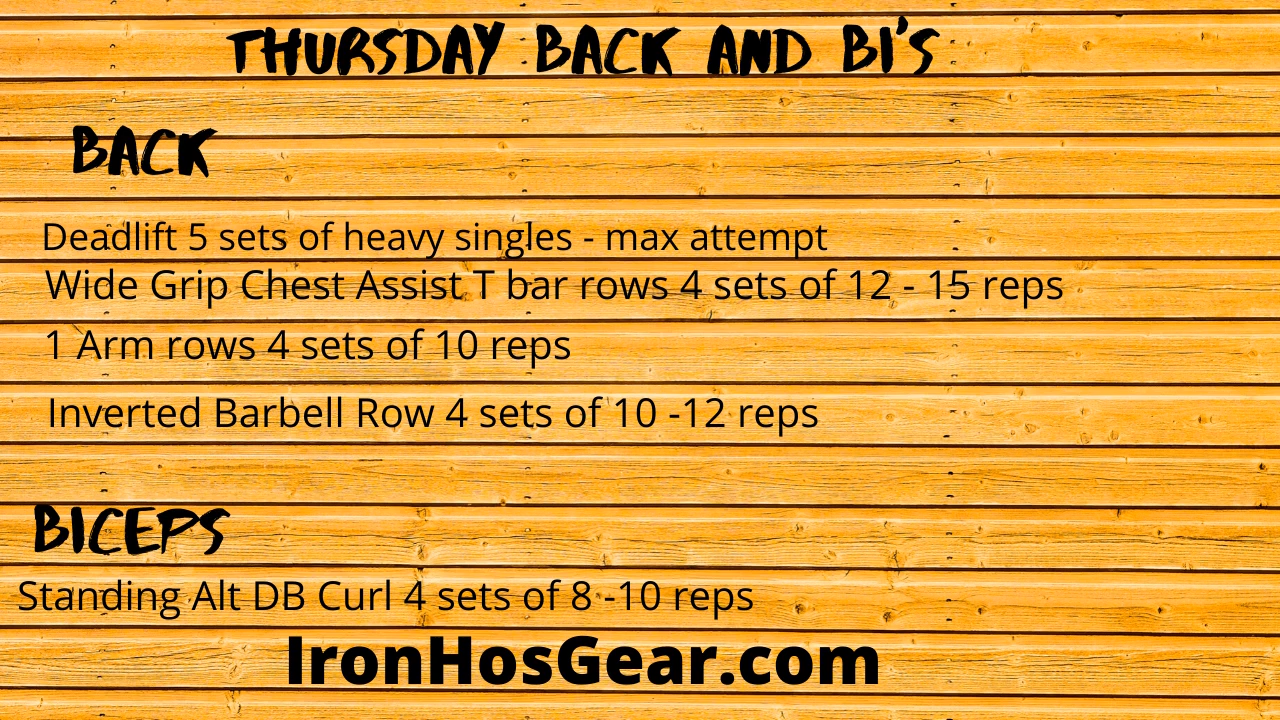 THURSDAY BACK AND BI'S
BACK
Deadlift 5 sets of heavy singles - max attempt
Wide Grip Chest Assist T bar rows 4 sets of 12 - 15 reps
1 Arm rows 4 sets of 10 reps
Inverted Barbell Row 4 sets of 10 -12 reps
BICEPS
Standing Alt DB Curl 4 sets of 8 -10 reps
IronHosGear.com